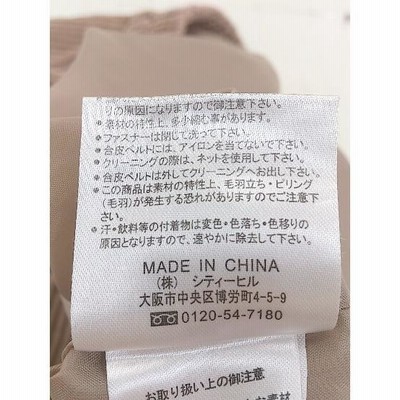 りの原因になりますので御注意下さい。
・素材の特性上、多少縮む事があります。
・ファスナーは閉じて洗って下さい。
・合皮ベルトには、アイロンを当てないで下さい。
・クリーニングの際は、ネットを使用して下さい。
・合皮ベルトは外してクリーニングへお出し下さい。
・この商品は素材の特性上、毛羽立ち・ピリング
(毛羽)が発生する恐れがありますのでご注意
下さい。
・汗・飲料等の付着物は変色・色落ち・色移りの
原因となりますので、速やかに除去して下さい。
MADE IN CHINA
(株) シティーヒル
大阪市中央区博労町4-5-9
0120-54-7180
お取り扱い上の御注意